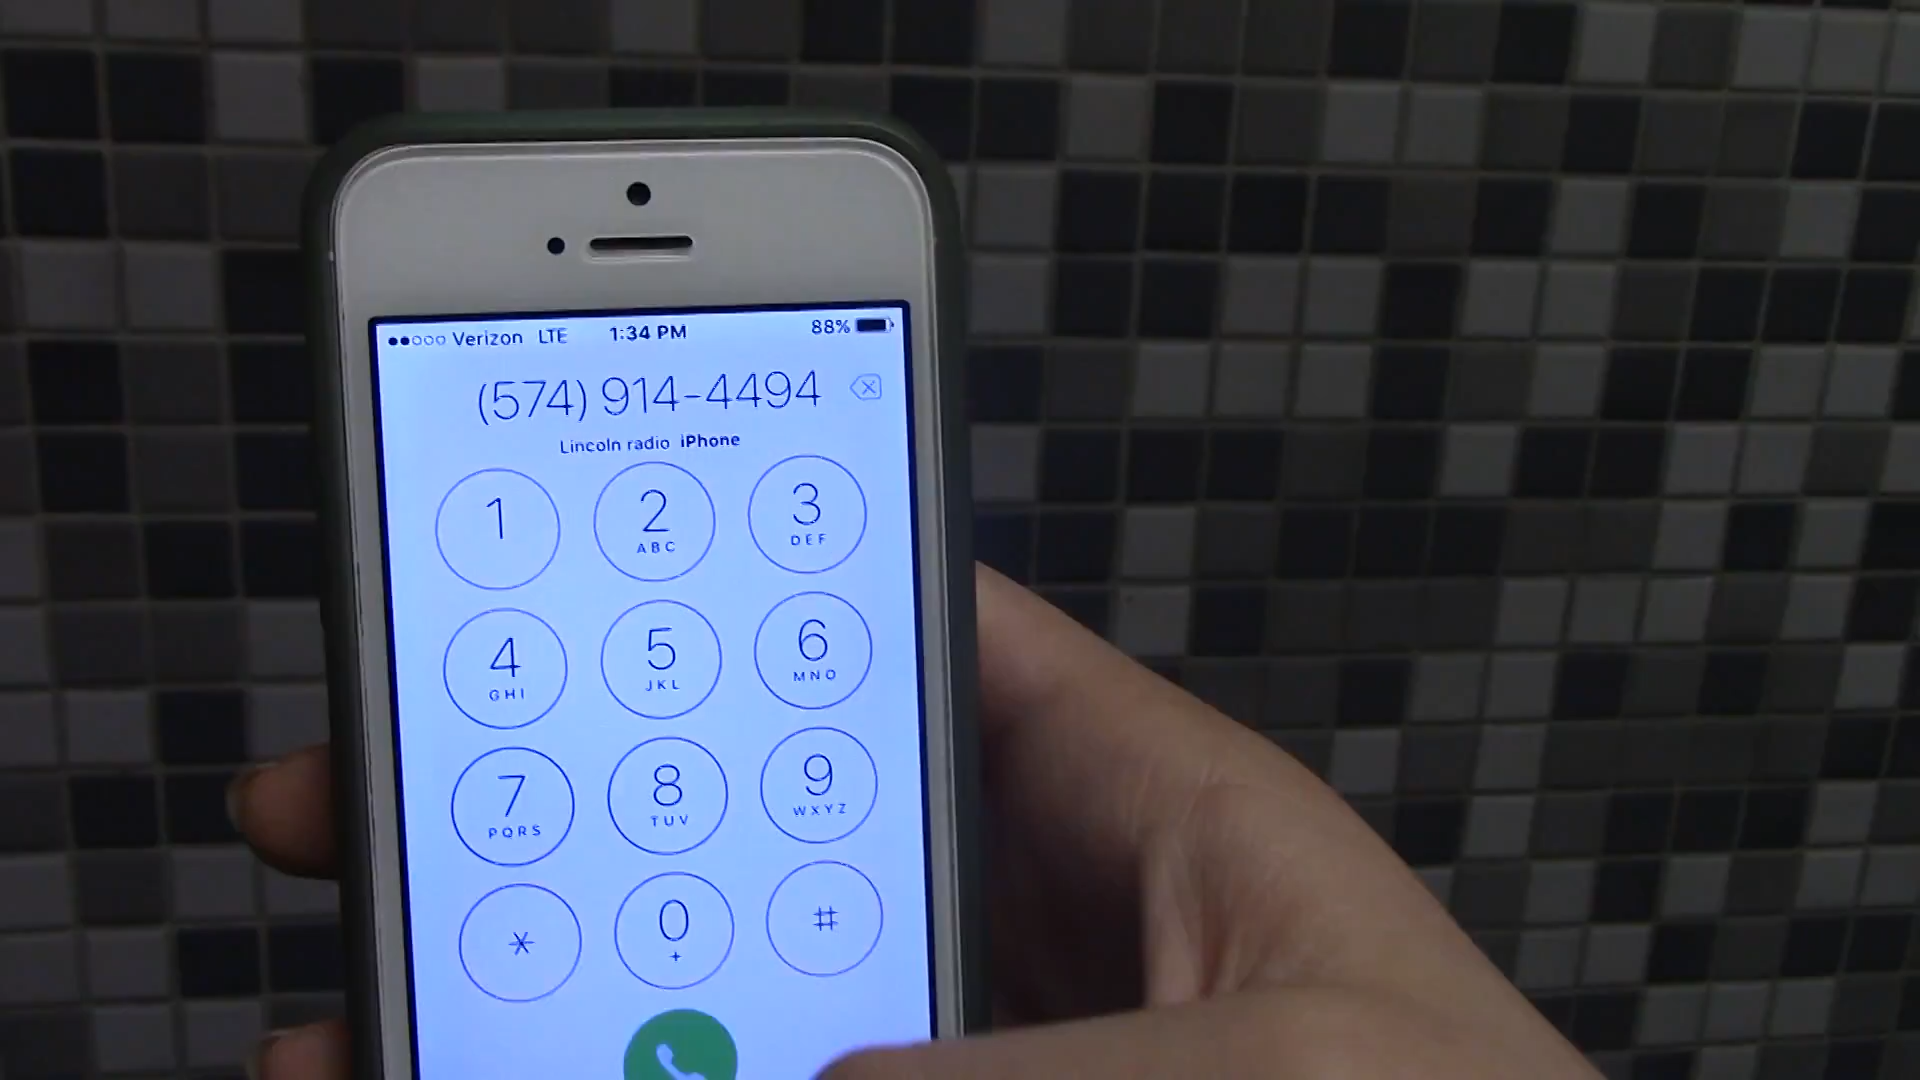 Verizon LTE 1:34 PM 88%
(574) 914-4494
Lincoln radio iPhone
1 2 3
ABC DEF
4 5 6
GHI JKL MNO
7 8 9
PQRS TUV WXYZ
* 0 #
+